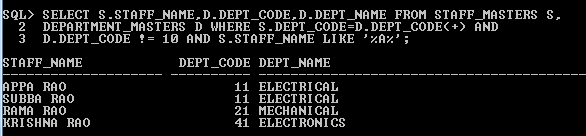 SQL> SELECT S.STAFF_NAME,D.DEPT_CODE,D.DEPT_NAME FROM STAFF_MASTERS S,
2 DEPARTMENT_MASTERS D WHERE S.DEPT_CODE=D.DEPT_CODE(+) AND
3 D.DEPT_CODE != 10 AND S.STAFF_NAME LIKE '%A%';
STAFF_NAME DEPT_CODE DEPT_NAME
APPA RAO 11 ELECTRICAL
SUBBA RAO 11 ELECTRICAL
RAMA RAO 21 MECHANICAL
KRISHNA RAO 41 ELECTRONICS